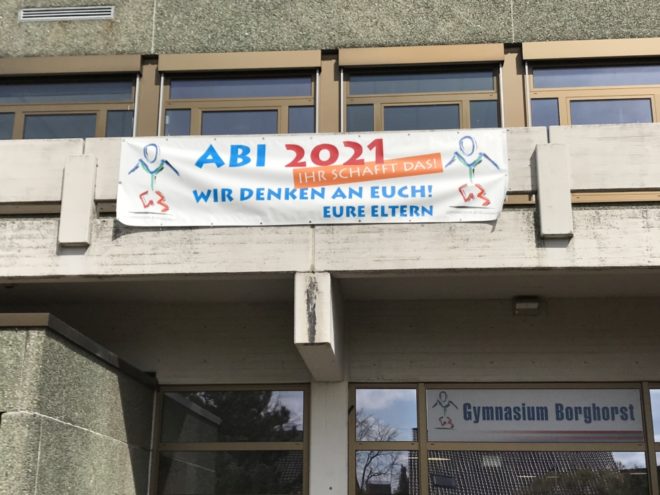 ABI 2021
IHR SCHAFFT DAS!
WIR DENKEN AN EUCH!
EURE ELTERN
Gymnasium Borghorst